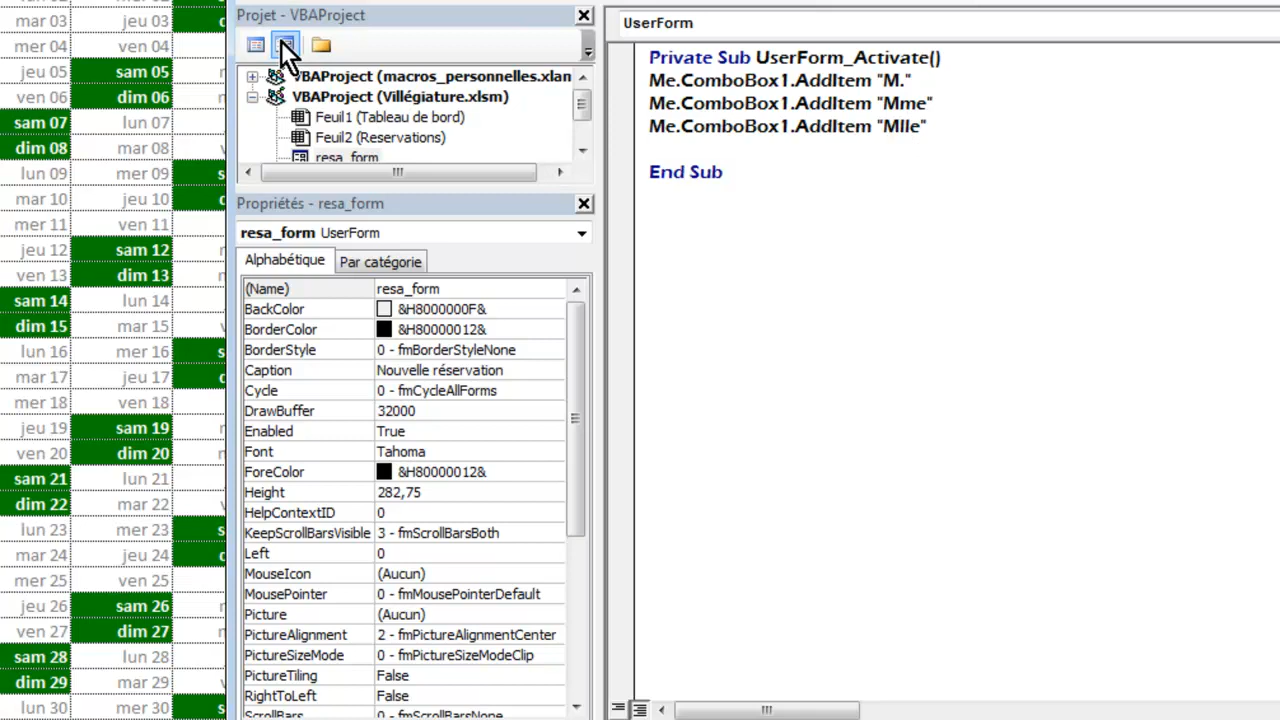 mar 03 jeu 03
mer 04 ven 04
jeu 05 sam 05
ven 06 dim 06
sam 07 lun 07
dim 08 mar 08
lun 09 mer 09
mar 10 jeu 10
mer 11 ven 11
jeu 12 sam 12
ven 13 dim 13
sam 14 lun 14
dim 15 mar 15
lun 16 mer 16
mar 17 jeu 17
mer 18 ven 18
jeu 19 sam 19
ven 20 dim 20
sam 21 lun 21
dim 22 mar 22
lun 23 mer 23
mar 24 jeu 24
mer 25 ven 25
jeu 26 sam 26
ven 27 dim 27
sam 28 lun 28
dim 29 mar 29
lun 30 mer 30
Projet - VBAProject
VBAProject (macros_personelles.xlam
VBAProject (Villégiature.xlsm)
Feuil1 (Tableau de bord)
Feuil2 (Reservations)
resa_form
Propriétés - resa_form
resa_form UserForm
Alphabétique Par catégorie
(Name) resa_form
BackColor &H8000000F&
BorderColor &H80000012&
BorderStyle 0 - fmBorderStyleNone
Caption Nouvelle réservation
Cycle 0 - fmCycleAllForms
DrawBuffer 32000
Enabled True
Font Tahoma
ForeColor &H80000012&
Height 282,75
HelpContextID 0
KeepScrollBarsVisible 3 - fmScrollBarsBoth
Left 0
MouseIcon (Aucun)
MousePointer 0 - fmMousePointerDefault
Picture (Aucun)
PictureAlignment 2 - fmPictureAlignmentCenter
PictureSizeMode 0 - fmPictureSizeModeClip
PictureTiling False
RightToLeft False
ScrollBars 0 - fmScrollBarsNone
UserForm
Private Sub UserForm_Activate()
Me.ComboBox1.AddItem "M."
Me.ComboBox1.AddItem "Mme"
Me.ComboBox1.AddItem "Mlle"
End Sub